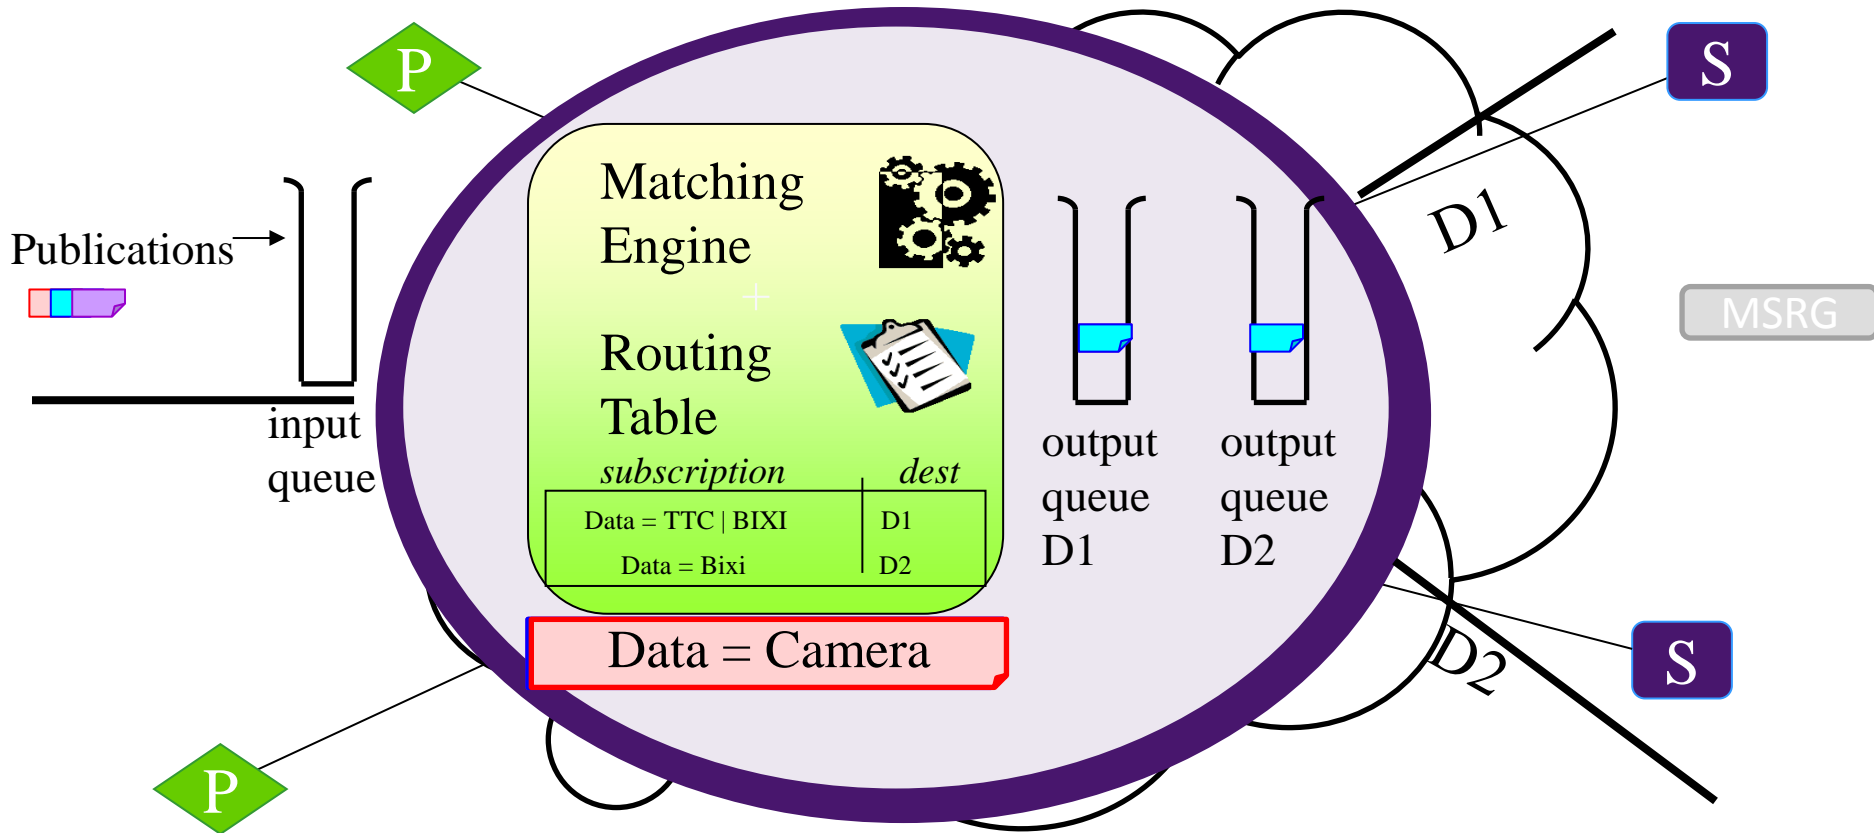 P
S
Publications
Matching
Engine
+
Routing
Table
subscription dest
Data = TTC | BIXI D1
Data = Bixi D2
Data = Camera
input
queue
output
queue
D1
output
queue
D2
D1
MSRG
D2
S
P